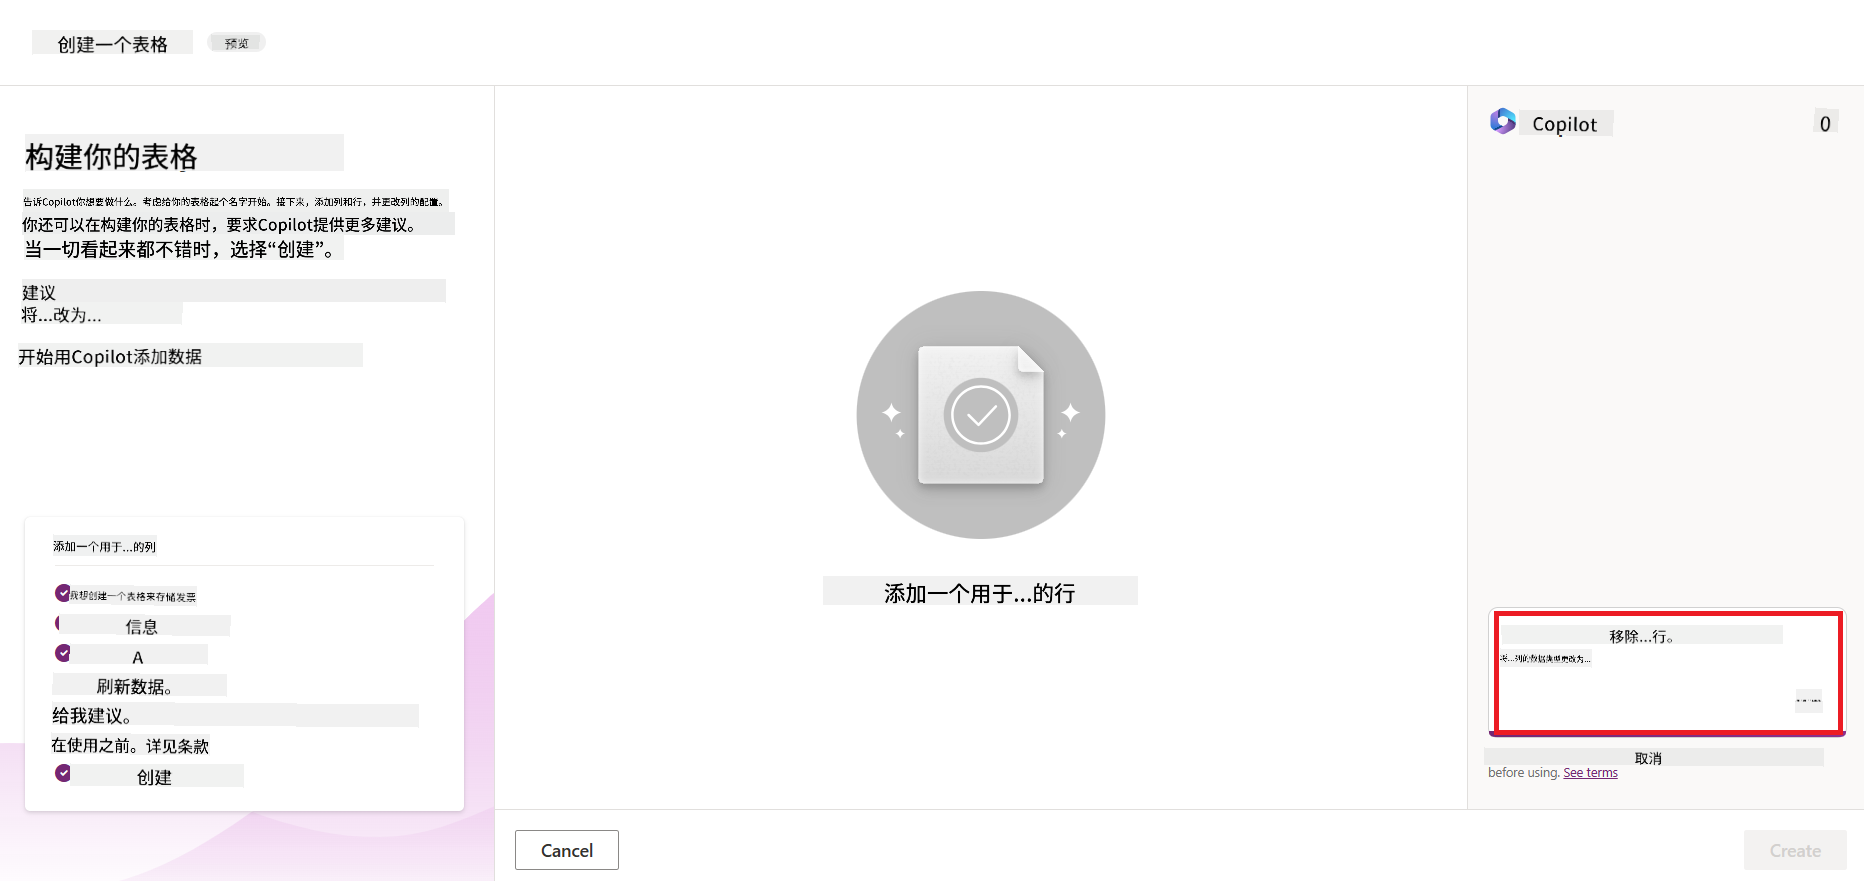 创建一个表格
预览
构建你的表格
告诉Copilot你想要做什么。考虑给你的表格起个名字开始。接下来，添加列和行，并更改列的配置。
你还可以在构建你的表格时，要求Copilot提供更多建议。
当一切看起来都不错时，选择“创建”。
建议
将...改为...
开始用Copilot添加数据
添加一个用于...的列
我想创建一个表格来存储发票
信息
A
刷新数据。
给我建议。
在使用之前。详见条款
创建
添加一个用于...的行
Copilot
0
移除...行。
将...列的数据类型更改为...
取消
before using. See terms
Cancel
Create